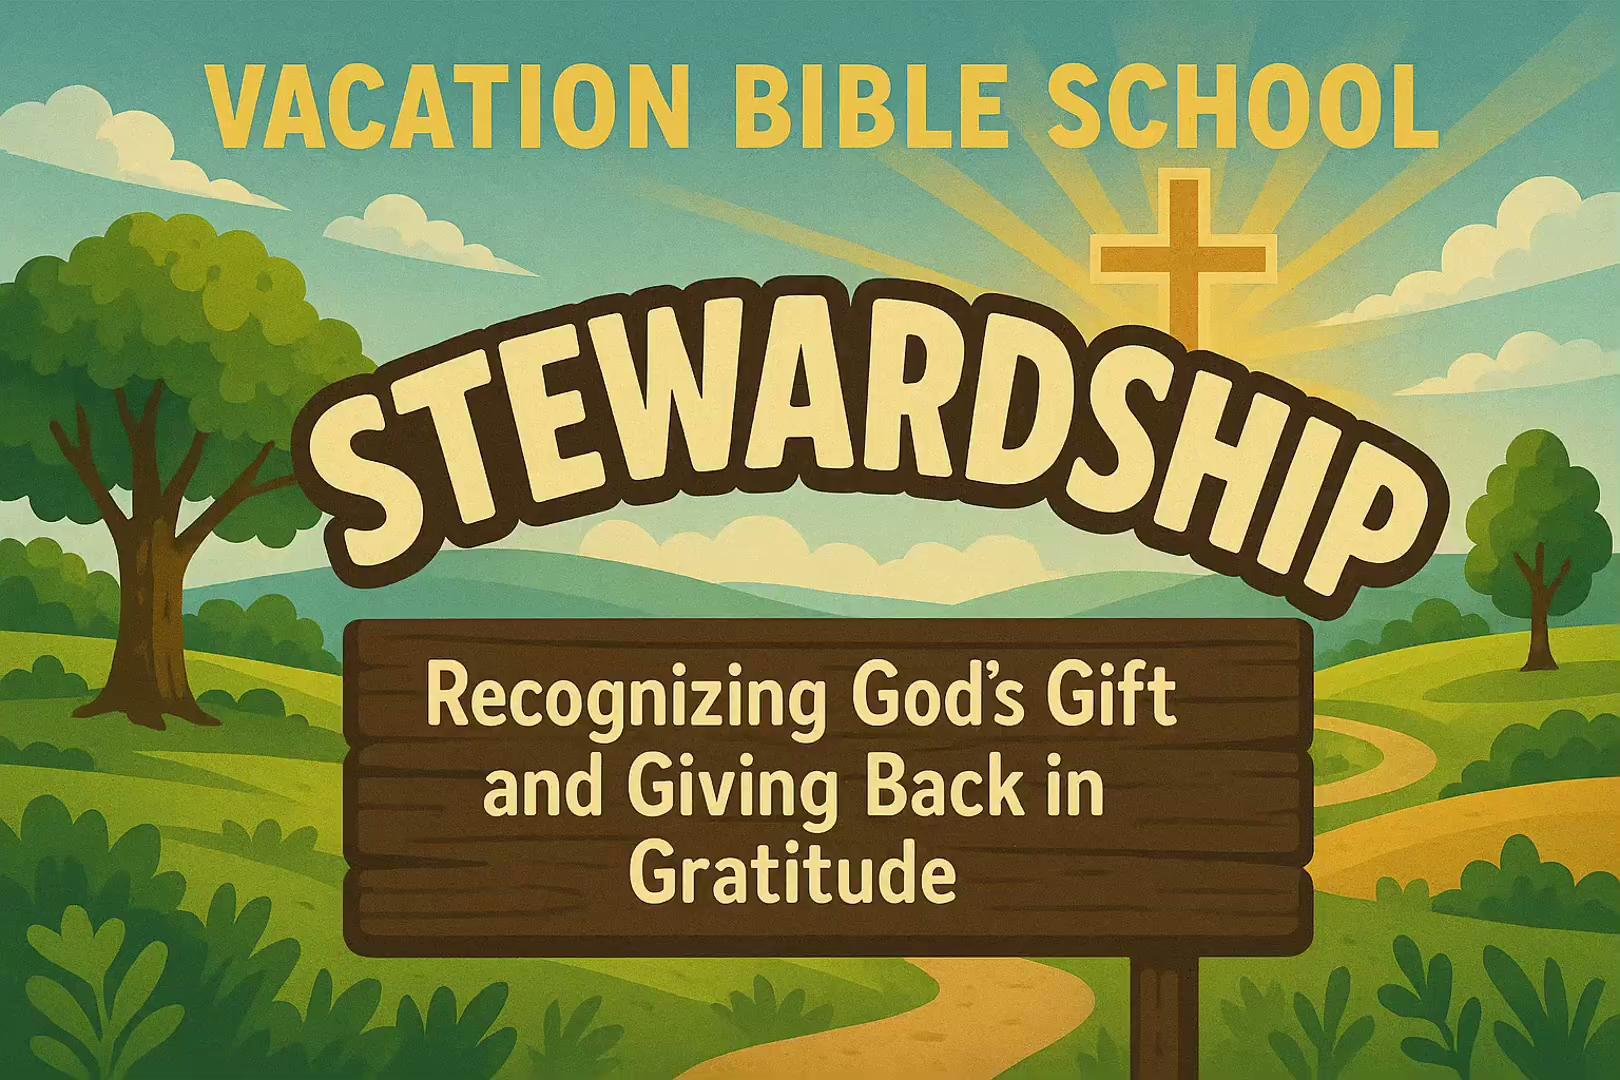 VACATION BIBLE SCHOOL
STEWARDSHIP
Recognizing God's Gift
and Giving Back in
Gratitude